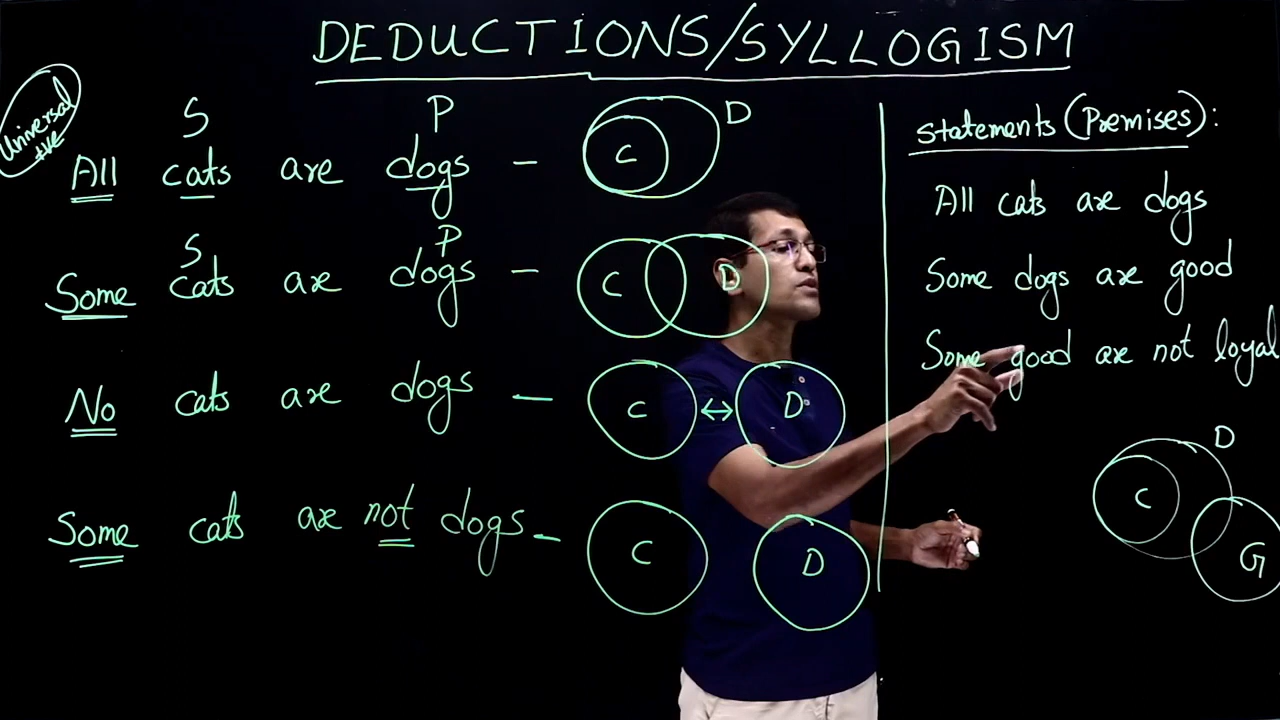 DEDUCTIONS/SYLLOGISM
Universal
+ve
S P
All cats are dogs – C D
S P
Some cats are dogs – C D
No cats are dogs – C ↔ D
Some cats are not dogs – C D
Statements (Premises):
All cats are dogs
Some dogs are good
Some good are not loyal
D
C
G